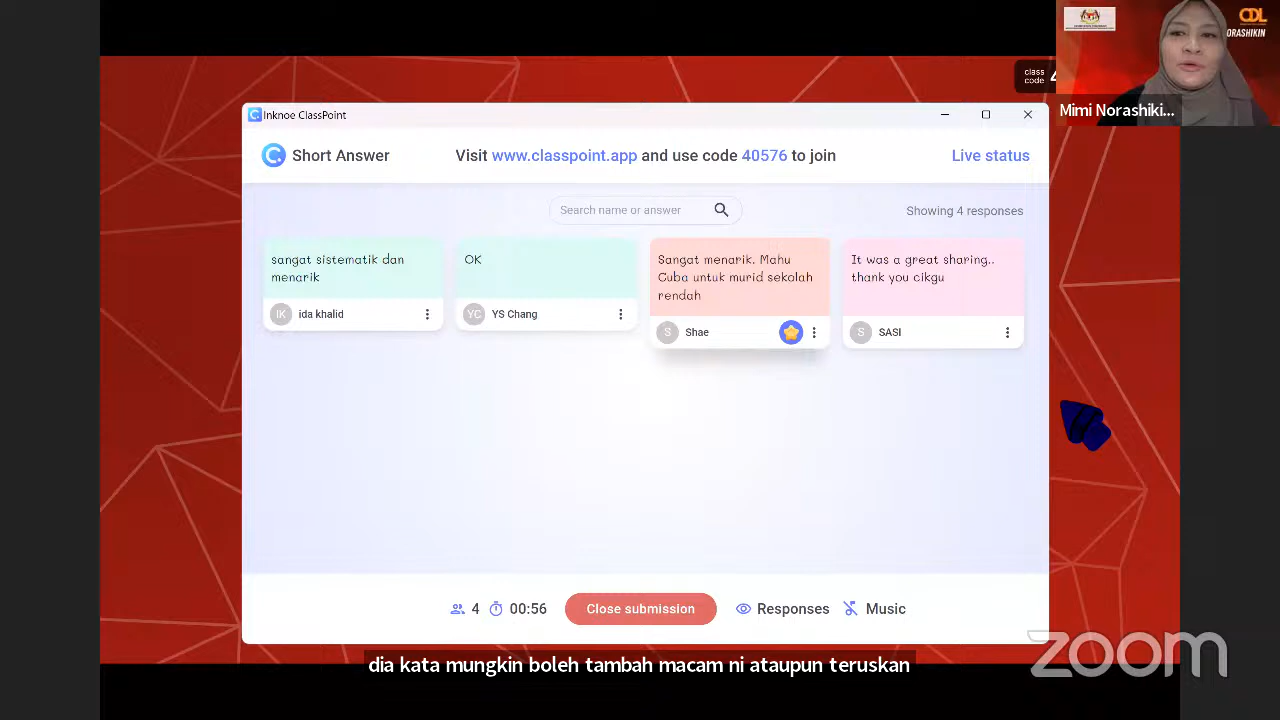 ODL
ORASHIKIN
class
code
Mimi Norashiki...
Inknoe ClassPoint
Short Answer
Visit www.classpoint.app and use code 40576 to join
Live status
Search name or answer
Showing 4 responses
sangat sistematik dan
menarik
IK ida khalid
OK
YC YS Chang
Sangat menarik. Mahu
Cuba untuk murid sekolah
rendah
S Shae
It was a great sharing..
thank you cikgu
S SASI
4 00:56 Close submission Responses Music
dia kata mungkin boleh tambah macam ni ataupun teruskan
zoom